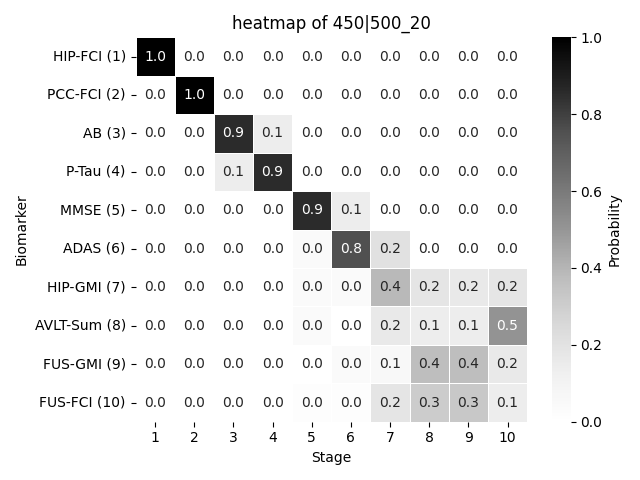 heatmap of 450|500_20
HIP-FCI (1) 1.0 0.0 0.0 0.0 0.0 0.0 0.0 0.0 0.0 0.0
PCC-FCI (2) 0.0 1.0 0.0 0.0 0.0 0.0 0.0 0.0 0.0 0.0
AB (3) 0.0 0.0 0.9 0.1 0.0 0.0 0.0 0.0 0.0 0.0
P-Tau (4) 0.0 0.0 0.1 0.9 0.0 0.0 0.0 0.0 0.0 0.0
MMSE (5) 0.0 0.0 0.0 0.0 0.9 0.1 0.0 0.0 0.0 0.0
ADAS (6) 0.0 0.0 0.0 0.0 0.0 0.8 0.2 0.0 0.0 0.0
HIP-GMI (7) 0.0 0.0 0.0 0.0 0.0 0.0 0.4 0.2 0.2 0.2
AVLT-Sum (8) 0.0 0.0 0.0 0.0 0.0 0.0 0.2 0.1 0.1 0.5
FUS-GMI (9) 0.0 0.0 0.0 0.0 0.0 0.0 0.1 0.4 0.4 0.2
FUS-FCI (10) 0.0 0.0 0.0 0.0 0.0 0.0 0.2 0.3 0.3 0.1
1 2 3 4 5 6 7 8 9 10
Stage
Biomarker
1.0
0.8
0.6
0.4
0.2
0.0
Probability